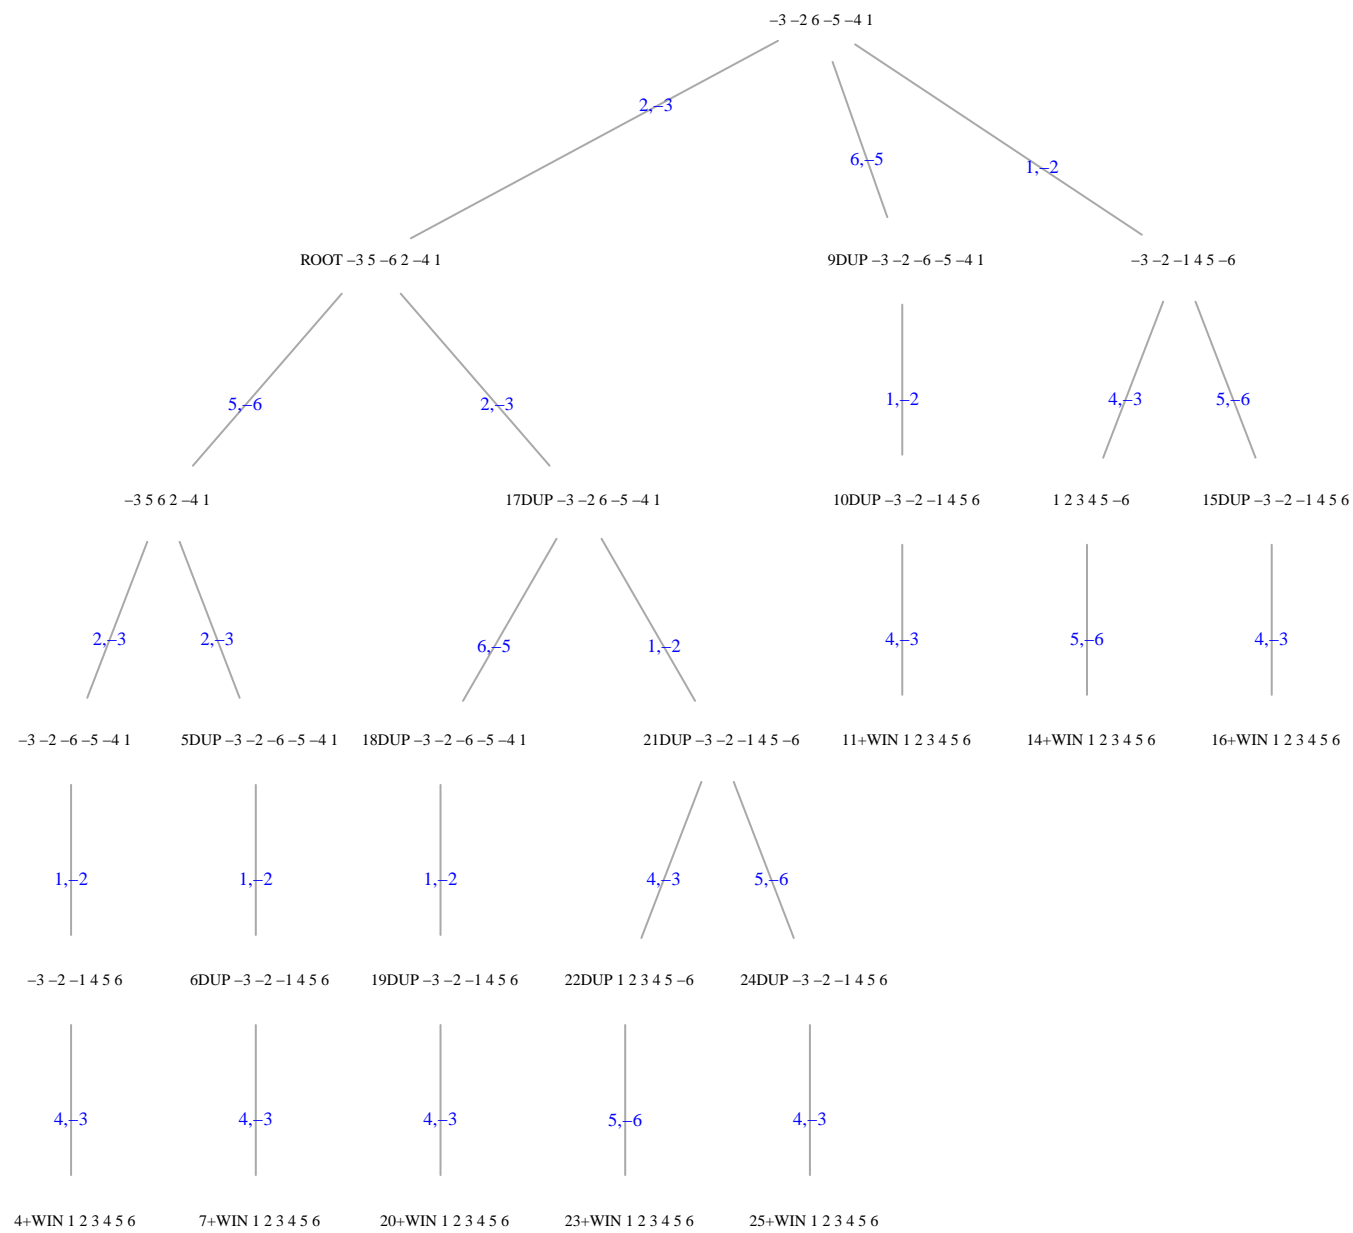 −3 −2 6 −5 −4 1
2,−3
6,−5
1,−2
ROOT −3 5 −6 2 −4 1
9DUP −3 −2 −6 −5 −4 1
−3 −2 −1 4 5 −6
5,−6
2,−3
1,−2
4,−3
5,−6
−3 5 6 2 −4 1
17DUP −3 −2 6 −5 −4 1
10DUP −3 −2 −1 4 5 6
1 2 3 4 5 −6
15DUP −3 −2 −1 4 5 6
2,−3
2,−3
6,−5
1,−2
4,−3
5,−6
4,−3
−3 −2 −6 −5 −4 1
5DUP −3 −2 −6 −5 −4 1
18DUP −3 −2 −6 −5 −4 1
21DUP −3 −2 −1 4 5 −6
11+WIN 1 2 3 4 5 6
14+WIN 1 2 3 4 5 6
16+WIN 1 2 3 4 5 6
1,−2
1,−2
1,−2
4,−3
5,−6
−3 −2 −1 4 5 6
6DUP −3 −2 −1 4 5 6
19DUP −3 −2 −1 4 5 6
22DUP 1 2 3 4 5 −6
24DUP −3 −2 −1 4 5 6
4,−3
4,−3
4,−3
5,−6
4,−3
4+WIN 1 2 3 4 5 6
7+WIN 1 2 3 4 5 6
20+WIN 1 2 3 4 5 6
23+WIN 1 2 3 4 5 6
25+WIN 1 2 3 4 5 6